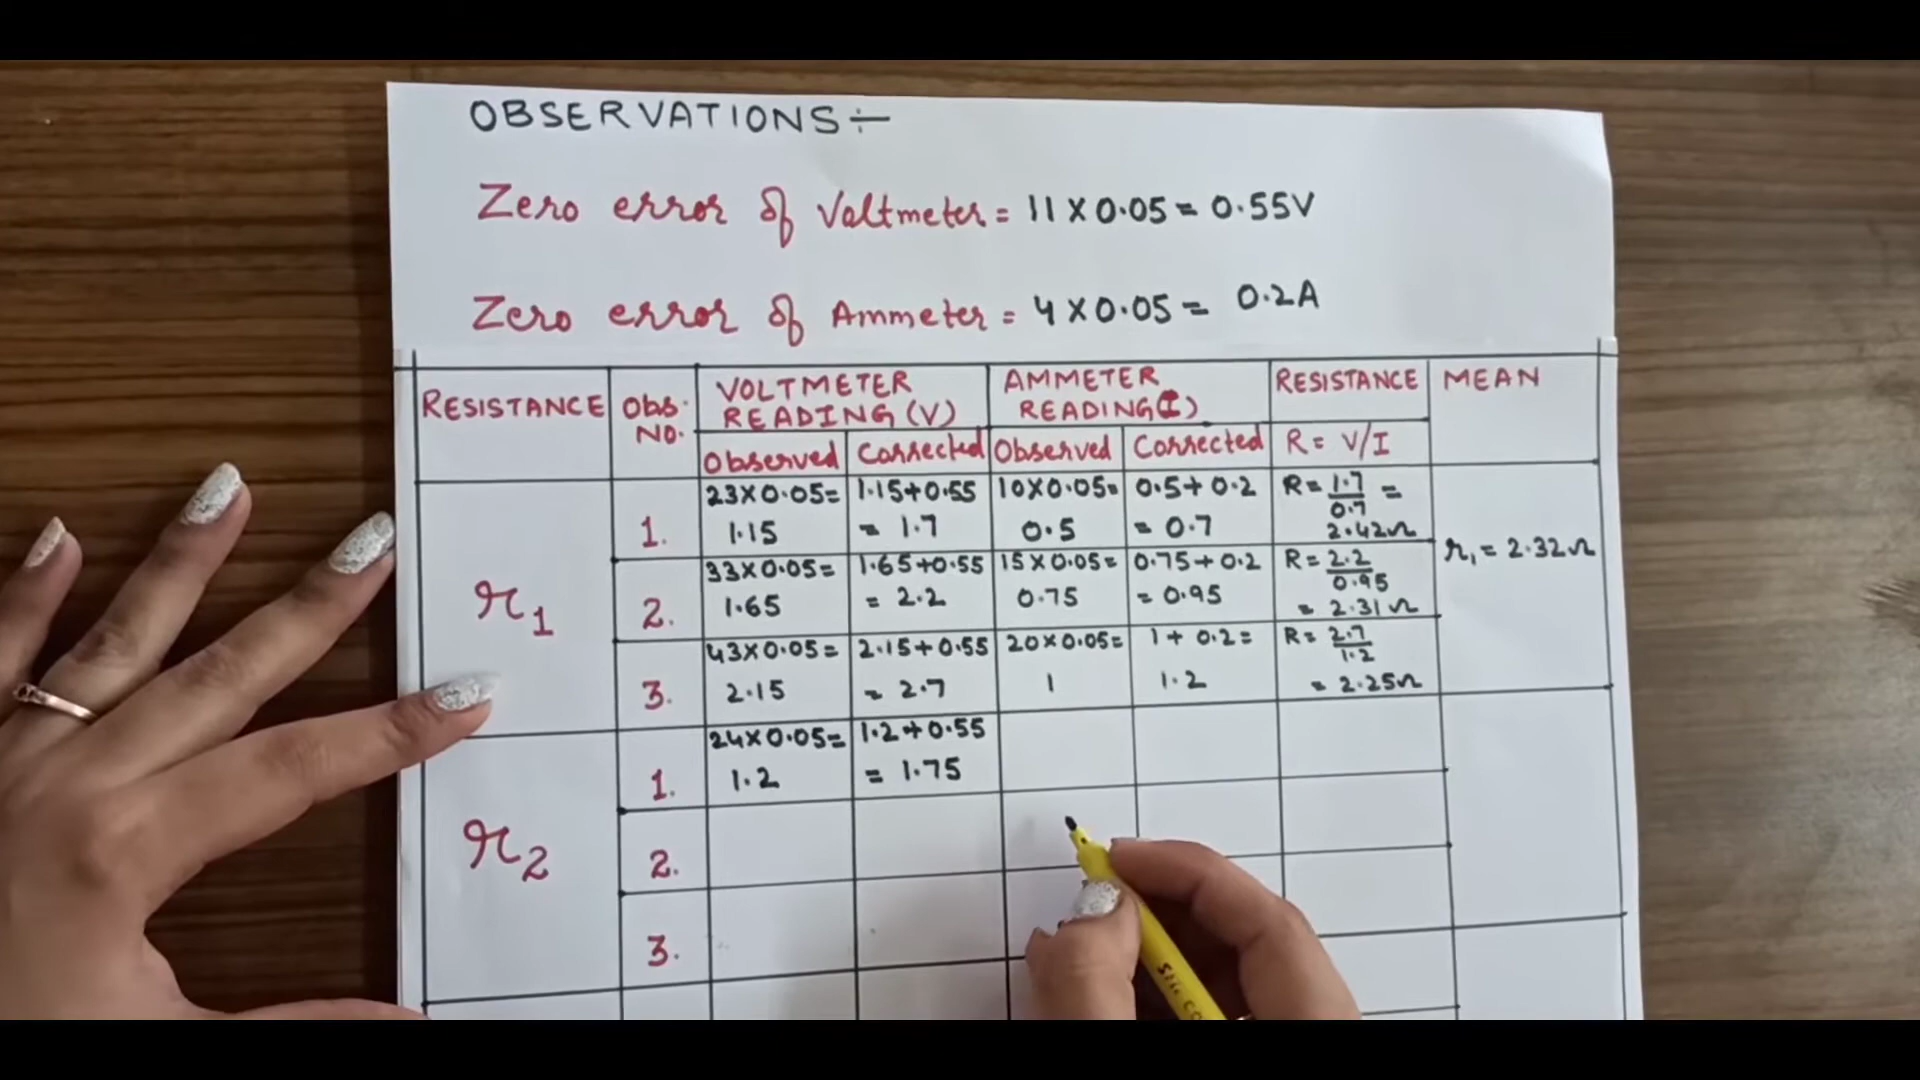 OBSERVATIONS ÷
Zero error of Voltmeter = 11 X 0.05 = 0.55V
Zero error of Ammeter = 4 X 0.05 = 0.2A
RESISTANCE
Obs. NO.
VOLTMETER
READING (V)
AMMETER
READING (I)
RESISTANCE
MEAN
Observed
Corrected
Observed
Corrected
R = V/I
r1
1.
23X0.05=
1.15
1.15+0.55
= 1.7
10X0.05=
0.5
0.5+ 0.2
= 0.7
R= 1.7/0.7 =
2.42Ω
r1 = 2.32Ω
2.
33X0.05=
1.65
1.65+0.55
= 2.2
15X0.05=
0.75
0.75+0.2
= 0.95
R= 2.2/0.95
= 2.31Ω
3.
43X0.05=
2.15
2.15+0.55
= 2.7
20X0.05=
1
1+ 0.2=
1.2
R= 2.7/1.2
= 2.25Ω
r2
1.
24X0.05=
1.2
1.2+0.55
= 1.75
2.
3.